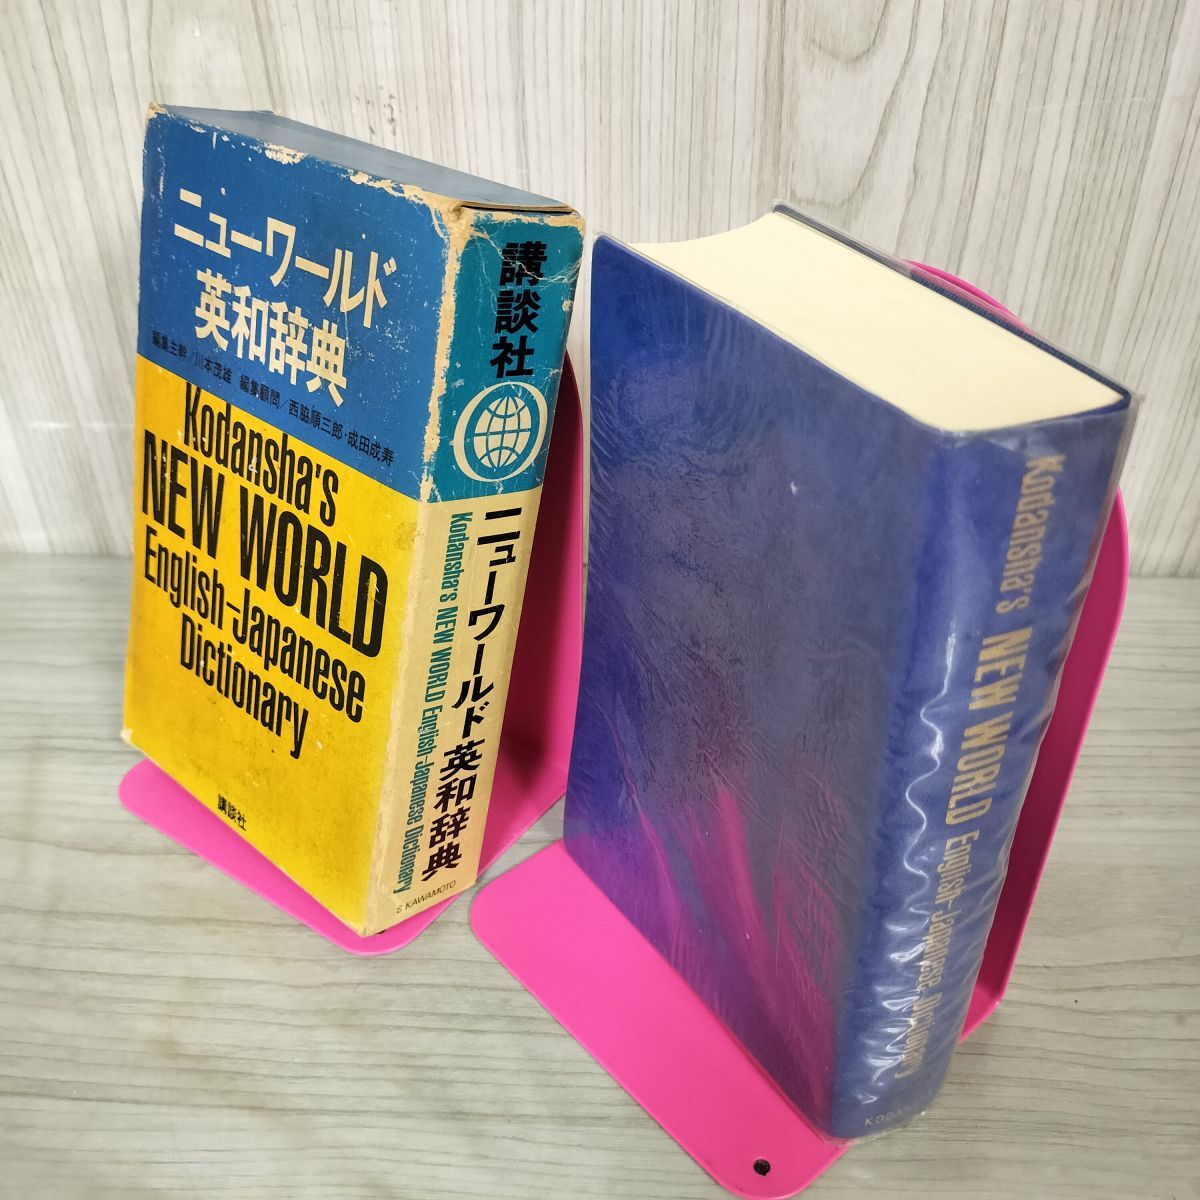 ニューワールド
英和辞典
編集主幹／川本茂雄 編集顧問／西脇順三郎・成田成寿
Kodansha's
NEW WORLD
English-Japanese
Dictionary
講談社
講談社
ニューワールド英和辞典
Kodansha's NEW WORLD English-Japanese Dictionary
S KAWAMOTO
Kodansha's NEW WORLD English-Japanese Dictionary